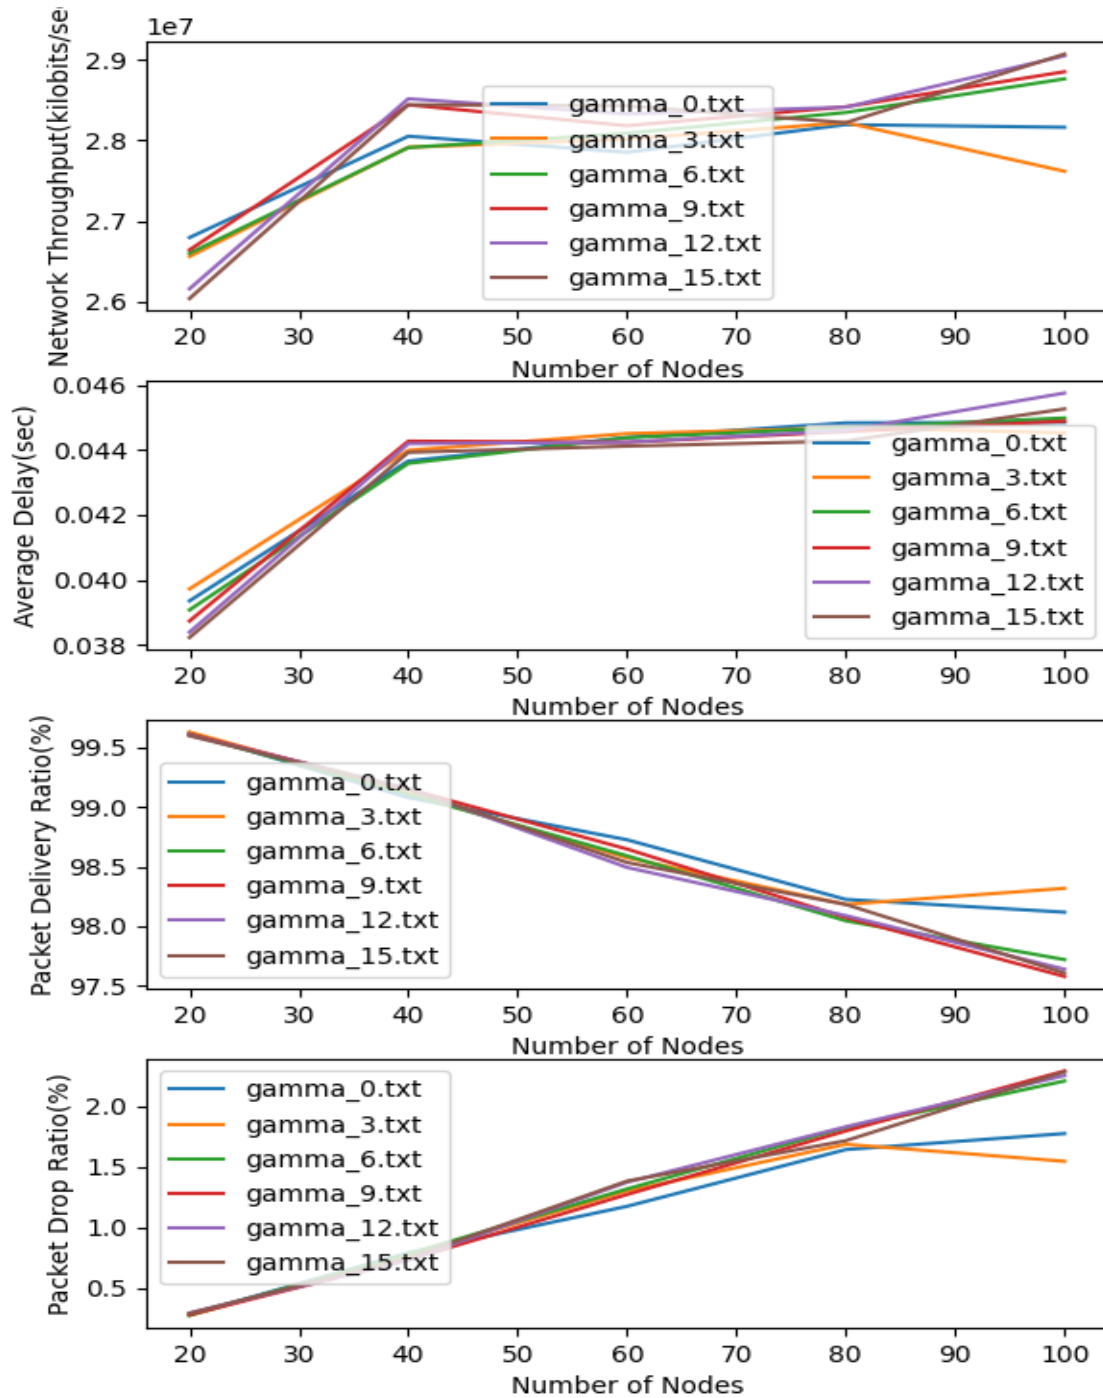 1e7
Network Throughput(kilobits/se
2.9
2.8
2.7
2.6
gamma_0.txt
gamma_3.txt
gamma_6.txt
gamma_9.txt
gamma_12.txt
gamma_15.txt
20 30 40 50 60 70 80 90 100
Number of Nodes
Average Delay(sec)
0.046
0.044
0.042
0.040
0.038
gamma_0.txt
gamma_3.txt
gamma_6.txt
gamma_9.txt
gamma_12.txt
gamma_15.txt
20 30 40 50 60 70 80 90 100
Number of Nodes
Packet Delivery Ratio(%)
99.5
99.0
98.5
98.0
97.5
gamma_0.txt
gamma_3.txt
gamma_6.txt
gamma_9.txt
gamma_12.txt
gamma_15.txt
20 30 40 50 60 70 80 90 100
Number of Nodes
Packet Drop Ratio(%)
2.0
1.5
1.0
0.5
gamma_0.txt
gamma_3.txt
gamma_6.txt
gamma_9.txt
gamma_12.txt
gamma_15.txt
20 30 40 50 60 70 80 90 100
Number of Nodes